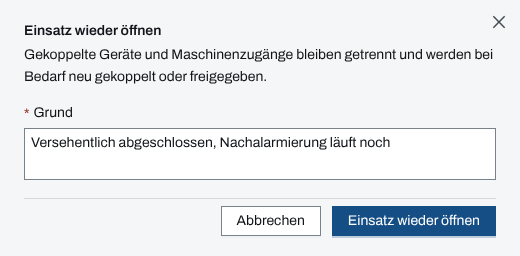 Einsatz wieder öffnen
Gekoppelte Geräte und Maschinenzugänge bleiben getrennt und werden bei
Bedarf neu gekoppelt oder freigegeben.
* Grund
Versehentlich abgeschlossen, Nachalarmierung läuft noch
Abbrechen
Einsatz wieder öffnen